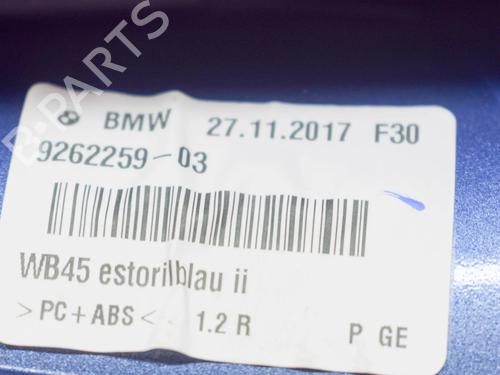 B-PARTS
BMW 27.11.2017 F30
9262259-03
WB45 estorilblau ii
>PC+ABS< 1.2 R P GE